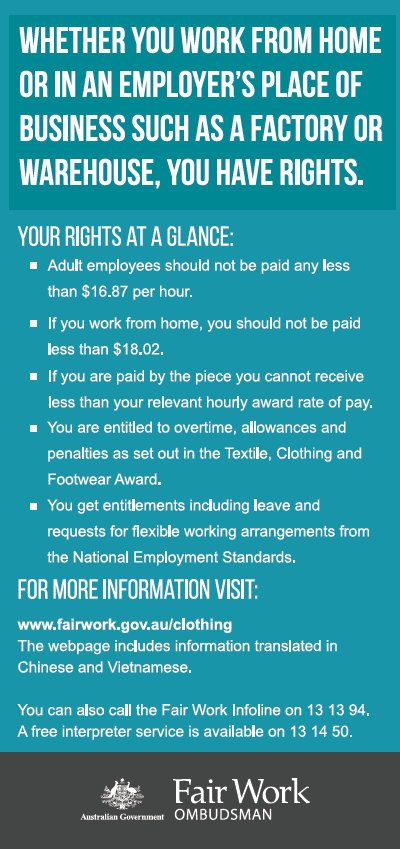 WHETHER YOU WORK FROM HOME
OR IN AN EMPLOYER'S PLACE OF
BUSINESS SUCH AS A FACTORY OR
WAREHOUSE, YOU HAVE RIGHTS.
YOUR RIGHTS AT A GLANCE:
▪ Adult employees should not be paid any less
than $16.87 per hour.
▪ If you work from home, you should not be paid
less than $18.02.
▪ If you are paid by the piece you cannot receive
less than your relevant hourly award rate of pay.
▪ You are entitled to overtime, allowances and
penalties as set out in the Textile, Clothing and
Footwear Award.
▪ You get entitlements including leave and
requests for flexible working arrangements from
the National Employment Standards.
FOR MORE INFORMATION VISIT:
www.fairwork.gov.au/clothing
The webpage includes information translated in
Chinese and Vietnamese.
You can also call the Fair Work Infoline on 13 13 94.
A free interpreter service is available on 13 14 50.
Australian Government
Fair Work
OMBUDSMAN